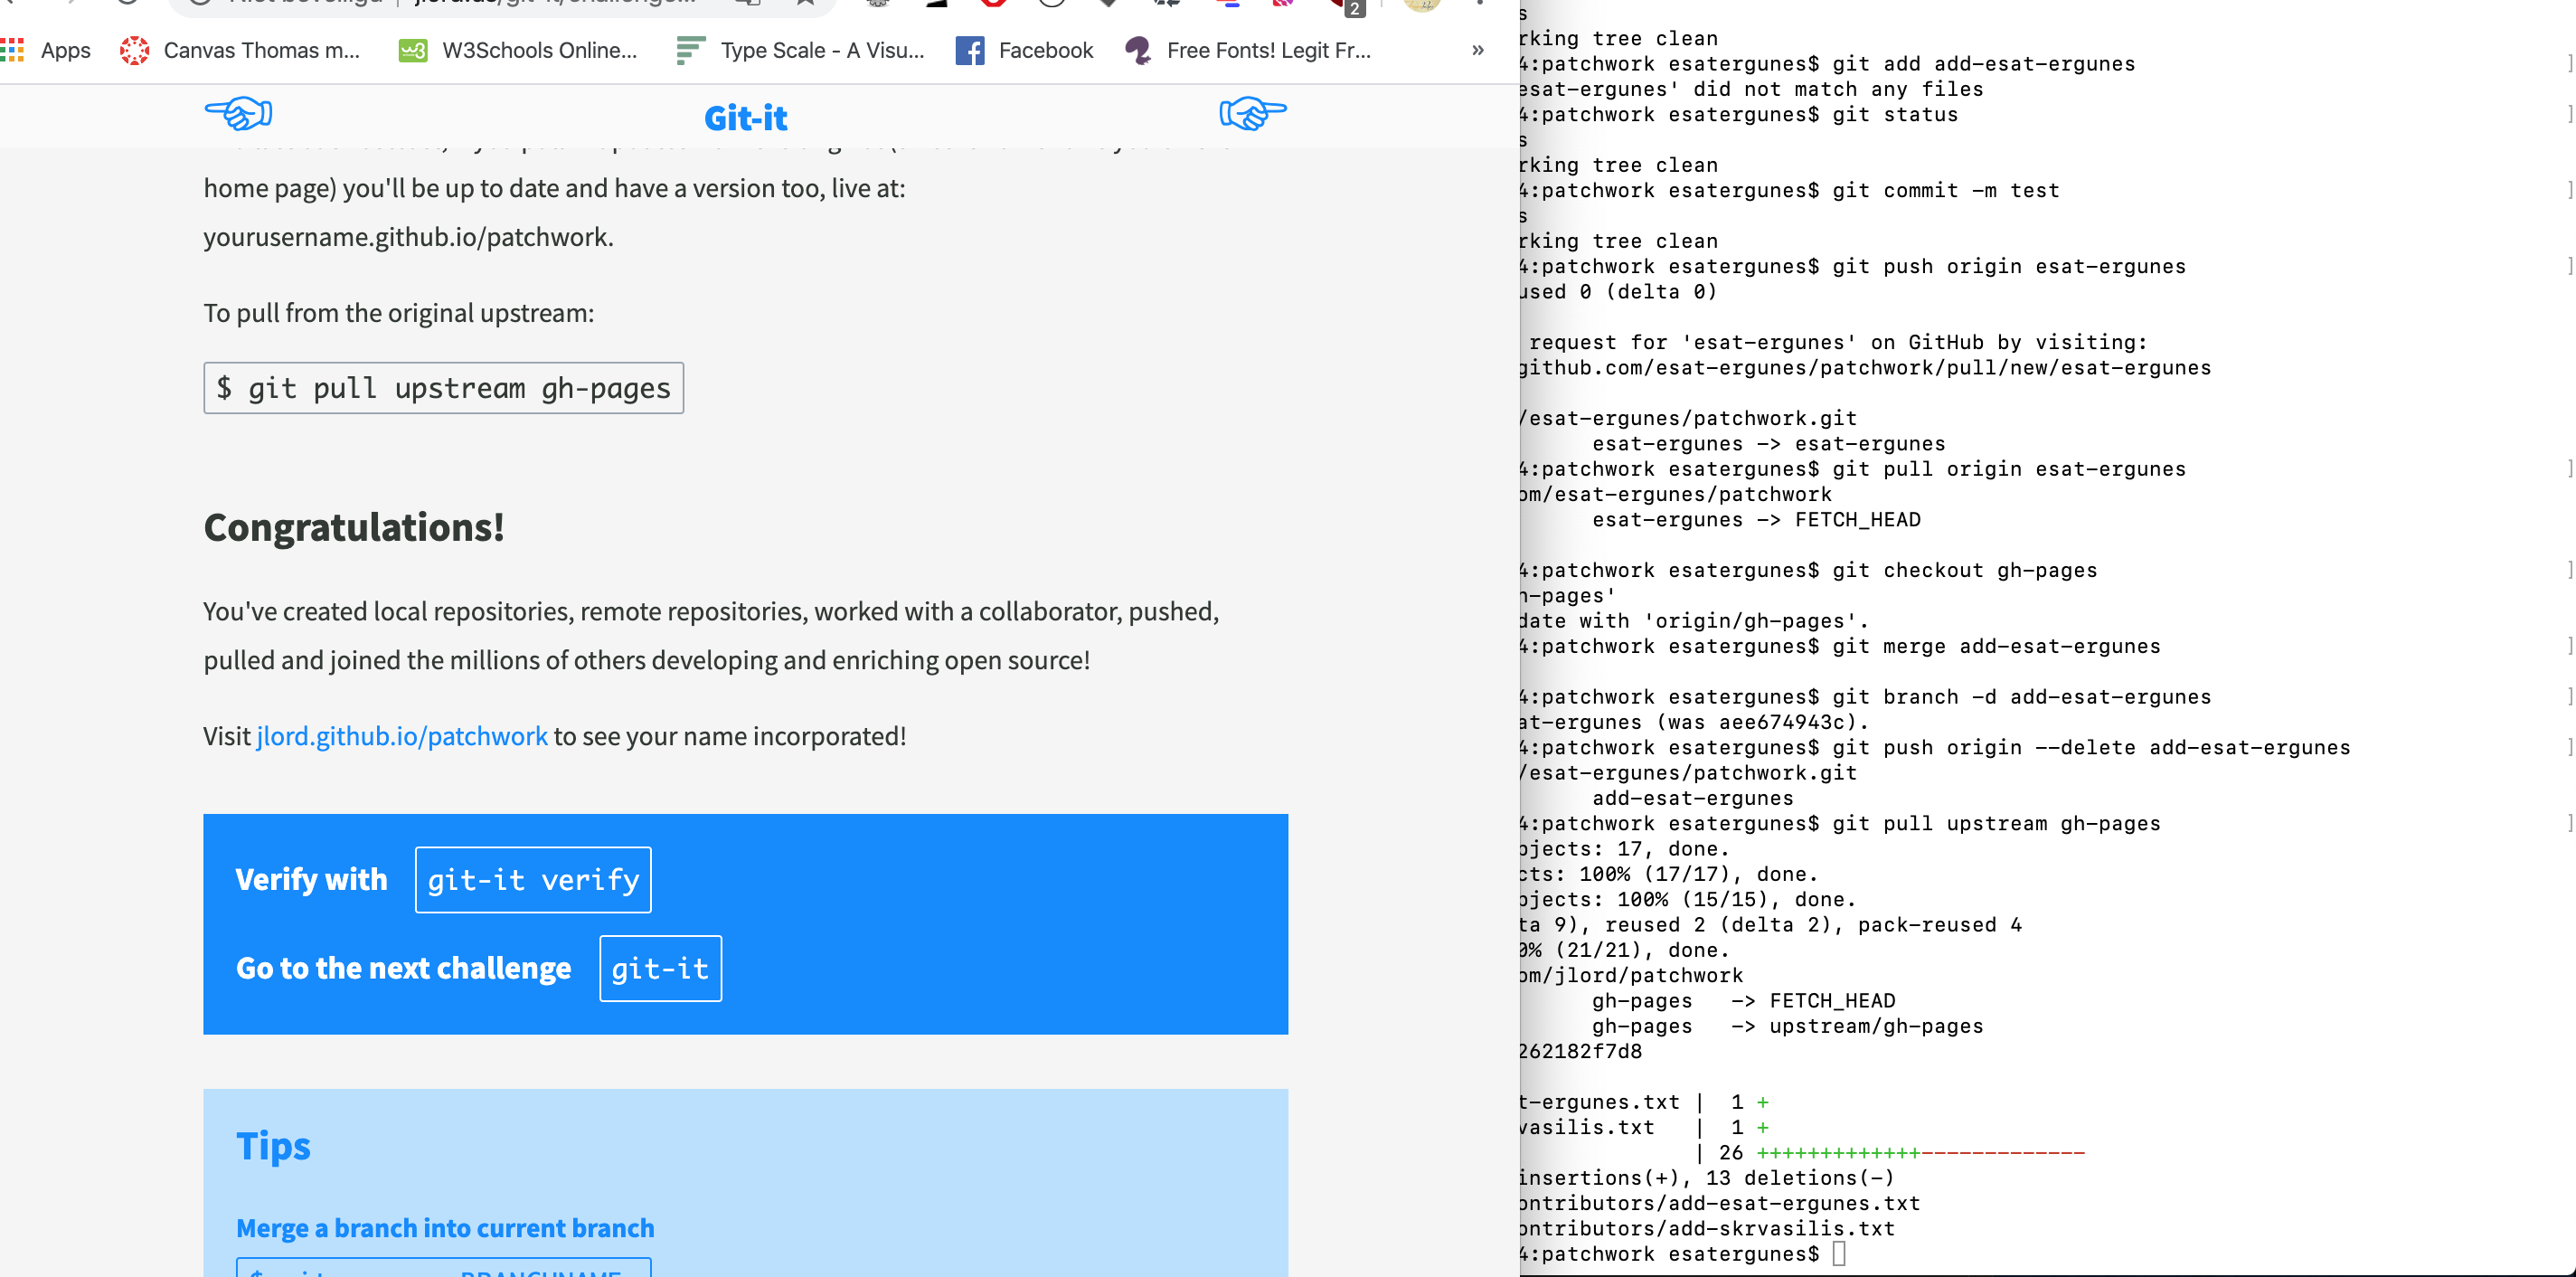 Apps
Canvas Thomas m...
W3Schools Online...
Type Scale - A Visu...
Facebook
Free Fonts! Legit Fr...
»
2
Git-it
home page) you'll be up to date and have a version too, live at:
yourusername.github.io/patchwork.
To pull from the original upstream:
$ git pull upstream gh-pages
Congratulations!
You've created local repositories, remote repositories, worked with a collaborator, pushed,
pulled and joined the millions of others developing and enriching open source!
Visit jlord.github.io/patchwork to see your name incorporated!
Verify with git-it verify
Go to the next challenge git-it
Tips
Merge a branch into current branch
s
rking tree clean
4:patchwork esatergunes$ git add add-esat-ergunes
esat-ergunes' did not match any files
4:patchwork esatergunes$ git status
s
rking tree clean
4:patchwork esatergunes$ git commit -m test
s
rking tree clean
4:patchwork esatergunes$ git push origin esat-ergunes
used 0 (delta 0)
request for 'esat-ergunes' on GitHub by visiting:
github.com/esat-ergunes/patchwork/pull/new/esat-ergunes
/esat-ergunes/patchwork.git
esat-ergunes -> esat-ergunes
4:patchwork esatergunes$ git pull origin esat-ergunes
om/esat-ergunes/patchwork
esat-ergunes -> FETCH_HEAD
4:patchwork esatergunes$ git checkout gh-pages
h-pages'
date with 'origin/gh-pages'.
4:patchwork esatergunes$ git merge add-esat-ergunes
4:patchwork esatergunes$ git branch -d add-esat-ergunes
at-ergunes (was aee674943c).
4:patchwork esatergunes$ git push origin --delete add-esat-ergunes
/esat-ergunes/patchwork.git
add-esat-ergunes
4:patchwork esatergunes$ git pull upstream gh-pages
bjects: 17, done.
cts: 100% (17/17), done.
bjects: 100% (15/15), done.
ta 9), reused 2 (delta 2), pack-reused 4
0% (21/21), done.
om/jlord/patchwork
gh-pages -> FETCH_HEAD
gh-pages -> upstream/gh-pages
262182f7d8
t-ergunes.txt | 1 +
vasilis.txt | 1 +
| 26 +++++++++++++-------------
insertions(+), 13 deletions(-)
ontributors/add-esat-ergunes.txt
ontributors/add-skrvasilis.txt
4:patchwork esatergunes$